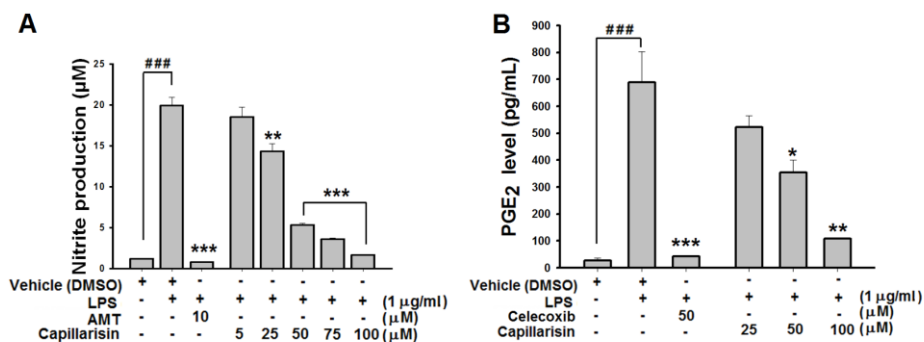 A
Nitrite production (µM)
25
20
15
10
5
0
###
***
**
***
Vehicle (DMSO) + + - - - - - -
LPS - + + + + + + + (1 µg/ml)
AMT - - 10 - - - - - (µM)
Capillarisin - - - 5 25 50 75 100 (µM)
B
PGE2 level (pg/mL)
900
800
700
600
500
400
300
200
100
0
###
***
*
**
Vehicle (DMSO) + + - - - -
LPS - + + + + + (1 µg/ml)
Celecoxib - - 50 - - - (µM)
Capillarisin - - - 25 50 100 (µM)